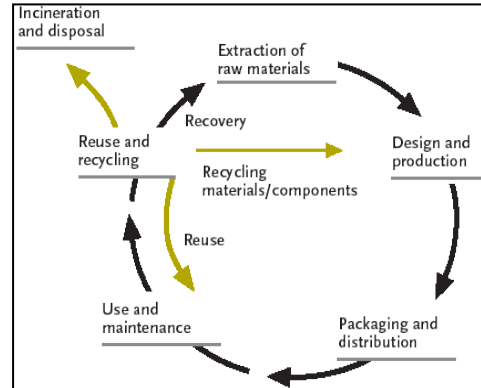 Incineration
and disposal
Extraction of
raw materials
Recovery
Reuse and
recycling
Design and
production
Recycling
materials/components
Reuse
Use and
maintenance
Packaging and
distribution